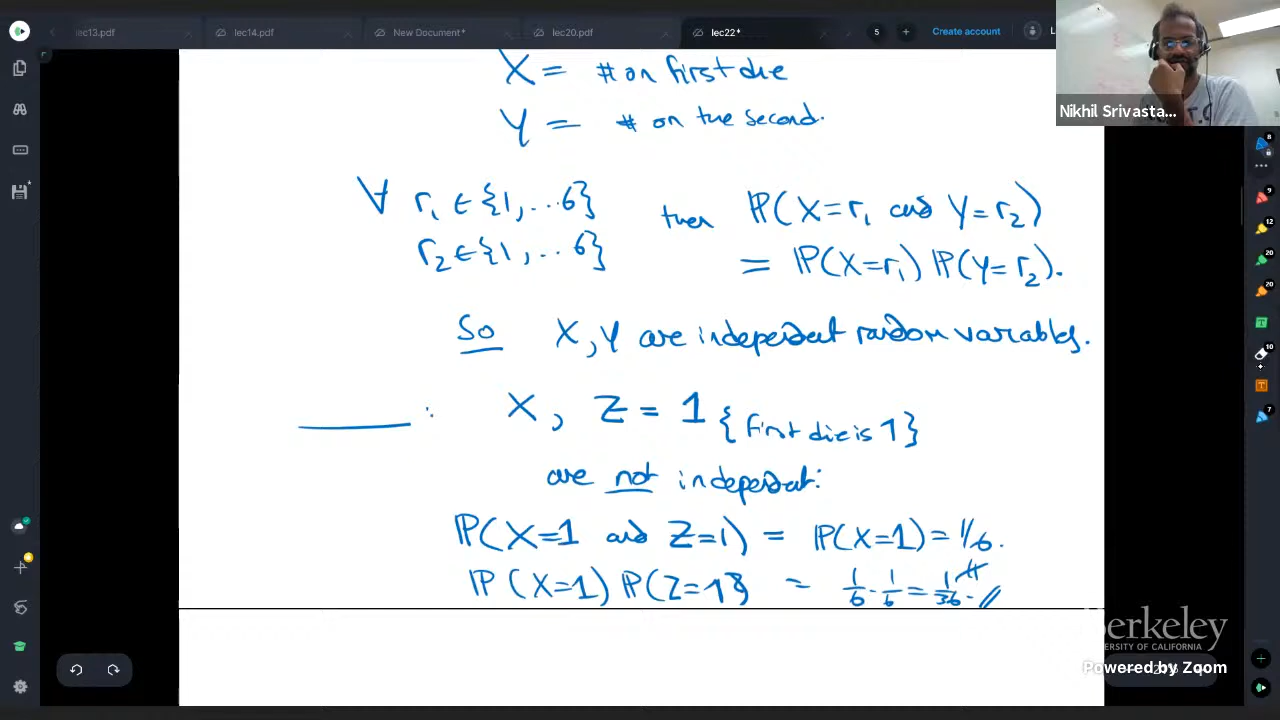 lec13.pdf
lec14.pdf
New Document*
lec20.pdf
lec22*
5
Create account
Nikhil Srivasta...
X = # on first die
Y = # on the second.
∀ r₁ ∈ {1, ... 6} then ℙ(X=r₁ and Y=r₂)
r₂ ∈ {1, ... 6} = ℙ(X=r₁) ℙ(Y=r₂).
So X, Y are independent random variables.
X, Z = 1 {first die is 1}
are not independent:
ℙ(X=1 and Z=1) = ℙ(X=1) = 1/6.
ℙ(X=1) ℙ(Z=1) = 1/6 · 1/6 = 1/36.
Berkeley
UNIVERSITY OF CALIFORNIA
Powered by Zoom